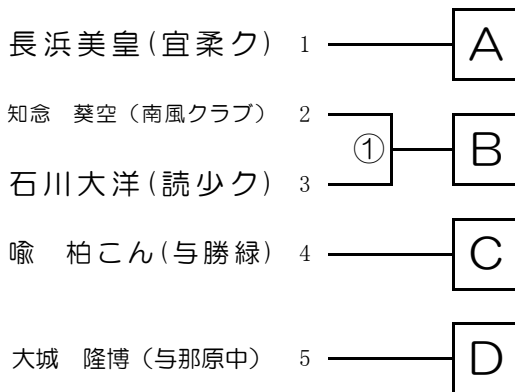 長浜美皇(宜柔ク) 1 A
知念　葵空（南風クラブ） 2
① B
石川大洋(読少ク) 3
喩　柏こん(与勝緑) 4 C
大城　隆博（与那原中） 5 D